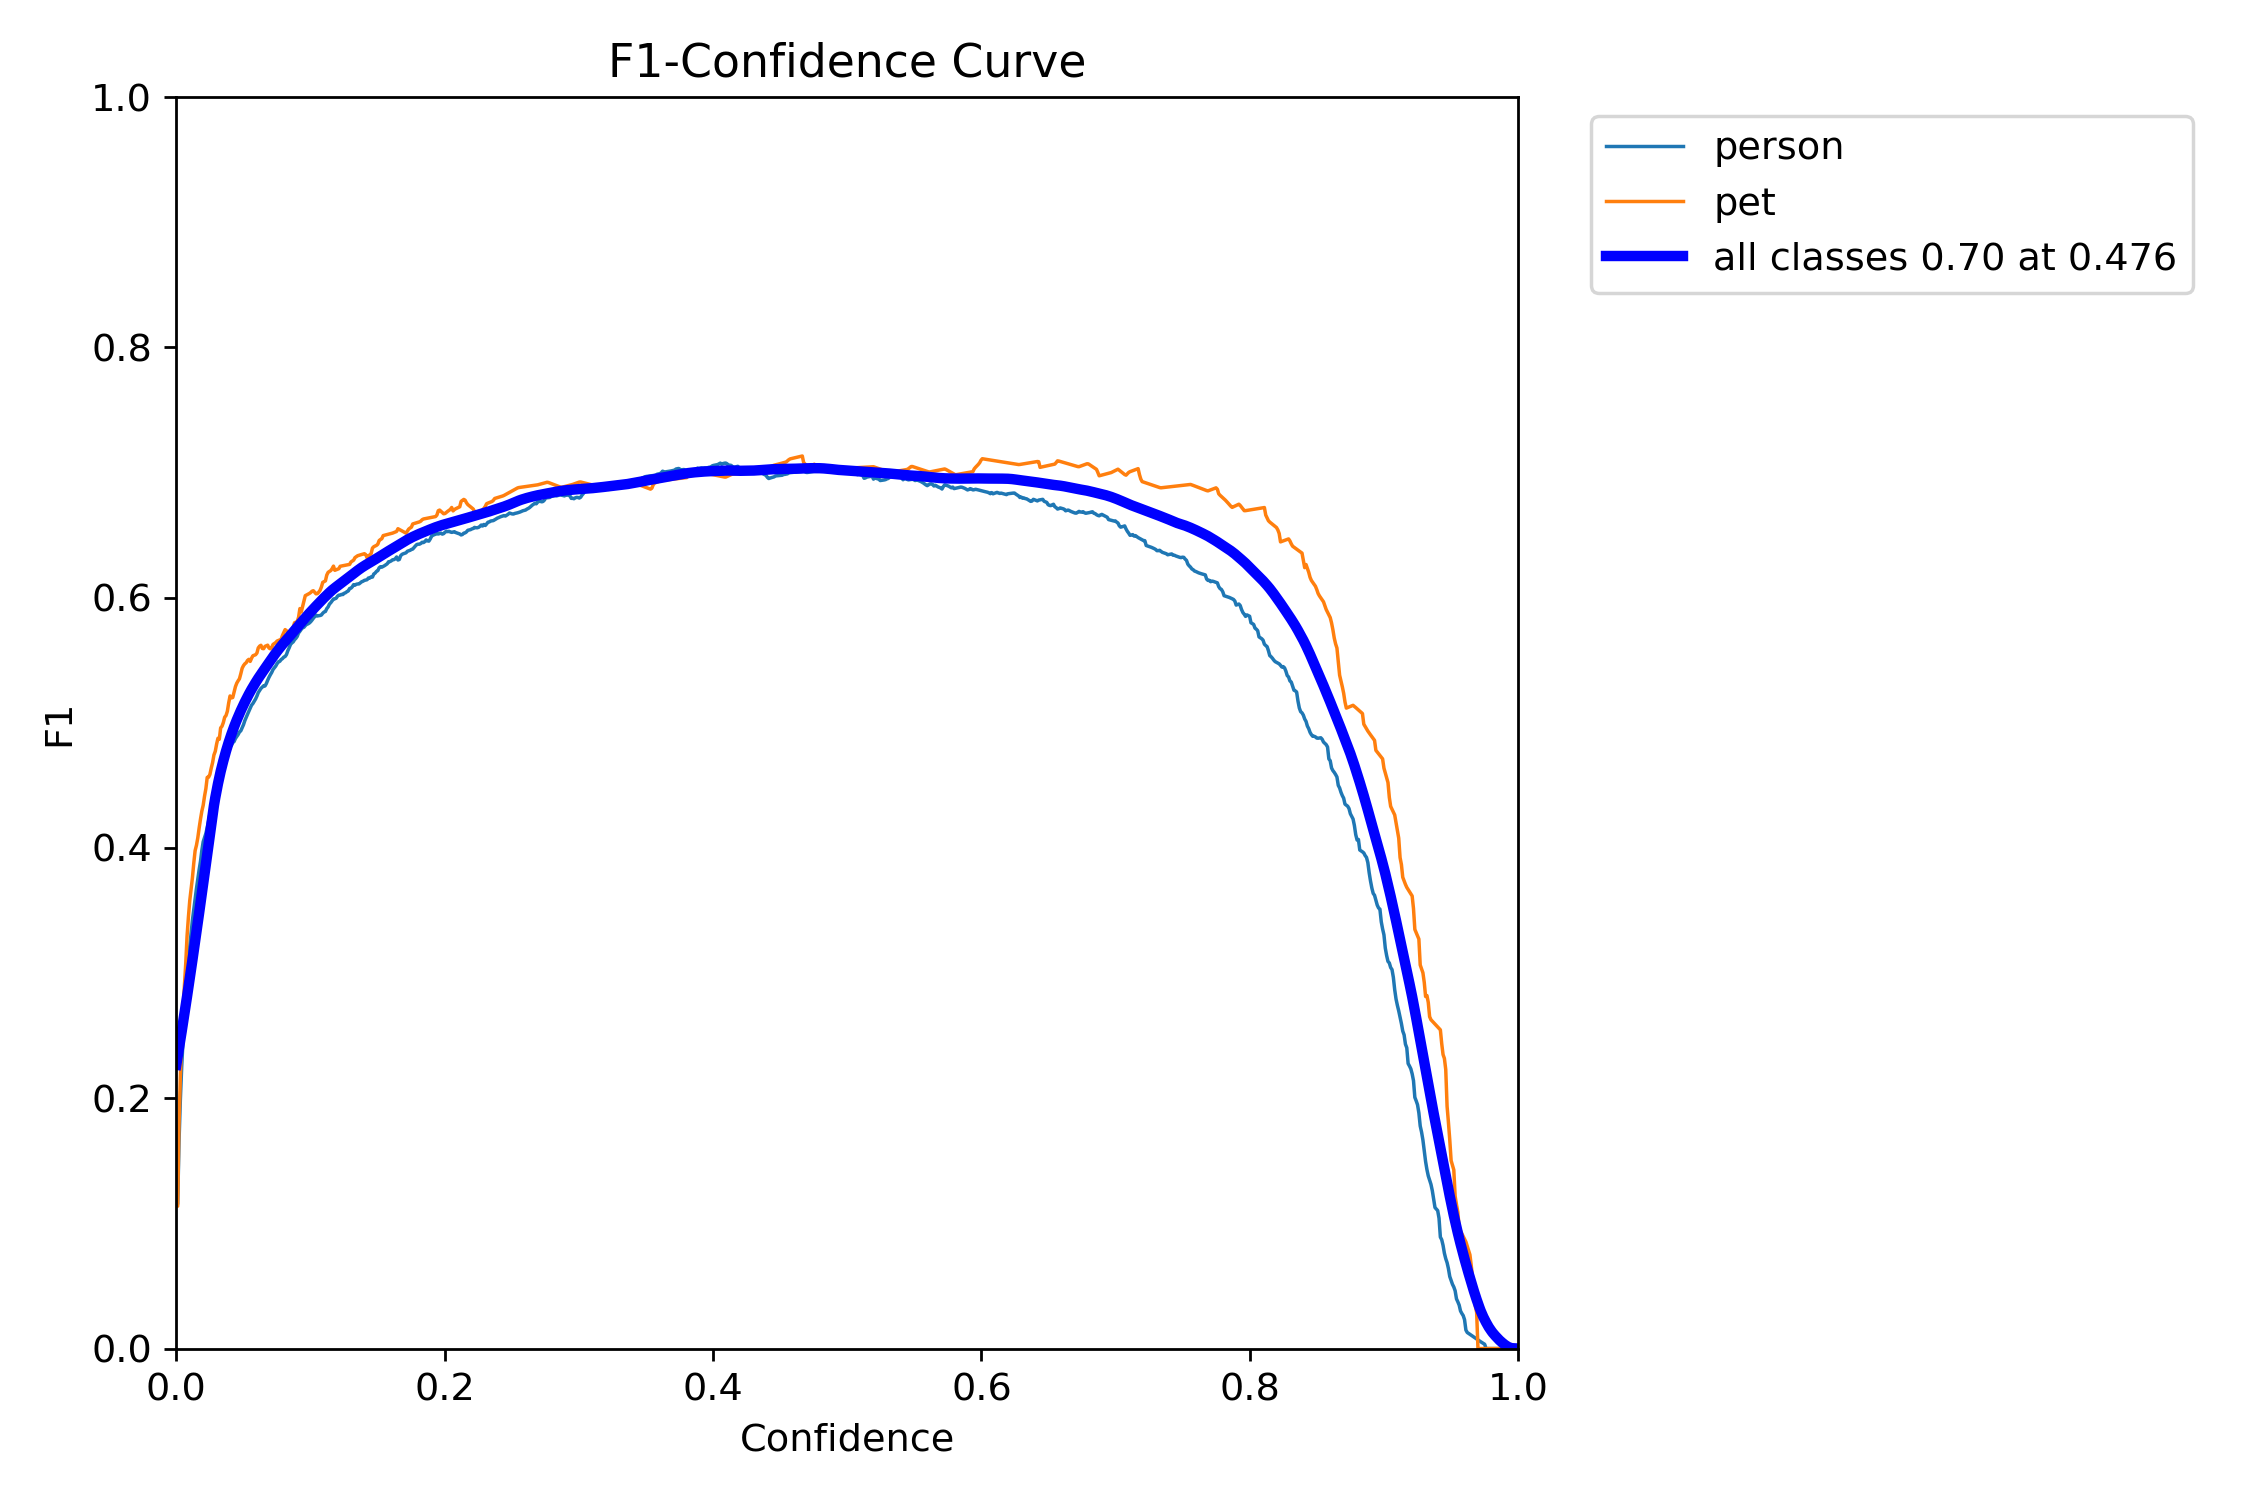 F1-Confidence Curve
1.0
0.8
0.6
0.4
0.2
0.0
F1
0.0 0.2 0.4 0.6 0.8 1.0
Confidence
person
pet
all classes 0.70 at 0.476